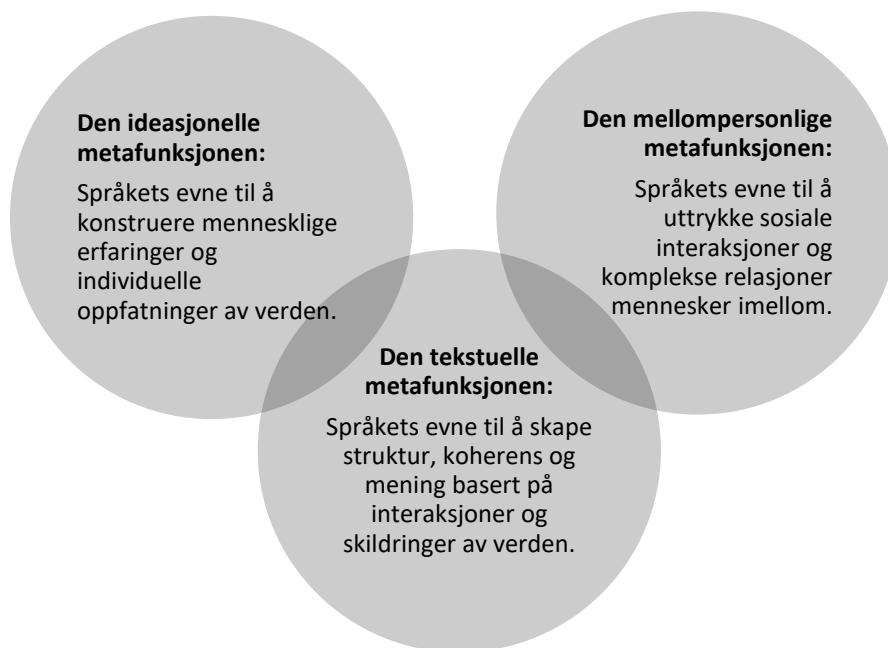 Den ideasjonelle
metafunksjonen:
Språkets evne til å
konstruere mennesklige
erfaringer og
individuelle
oppfatninger av verden.
Den mellompersonlige
metafunksjonen:
Språkets evne til å
uttrykke sosiale
interaksjoner og
komplekse relasjoner
mennesker imellom.
Den tekstuelle
metafunksjonen:
Språkets evne til å skape
struktur, koherens og
mening basert på
interaksjoner og
skildringer av verden.